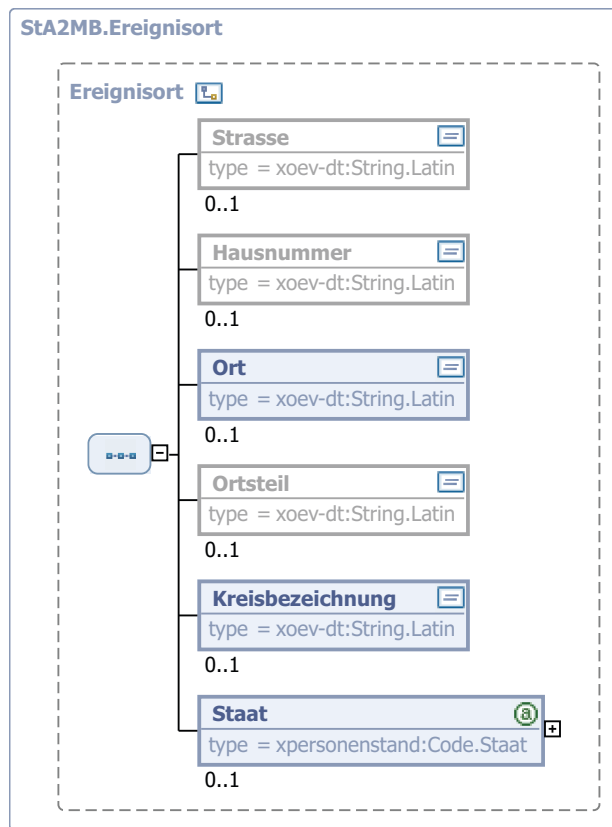 StA2MB.Ereignisort
Ereignisort
Strasse
type = xoev-dt:String.Latin
0..1
Hausnummer
type = xoev-dt:String.Latin
0..1
Ort
type = xoev-dt:String.Latin
0..1
Ortsteil
type = xoev-dt:String.Latin
0..1
Kreisbezeichnung
type = xoev-dt:String.Latin
0..1
Staat
a
type = xpersonenstand:Code.Staat
0..1